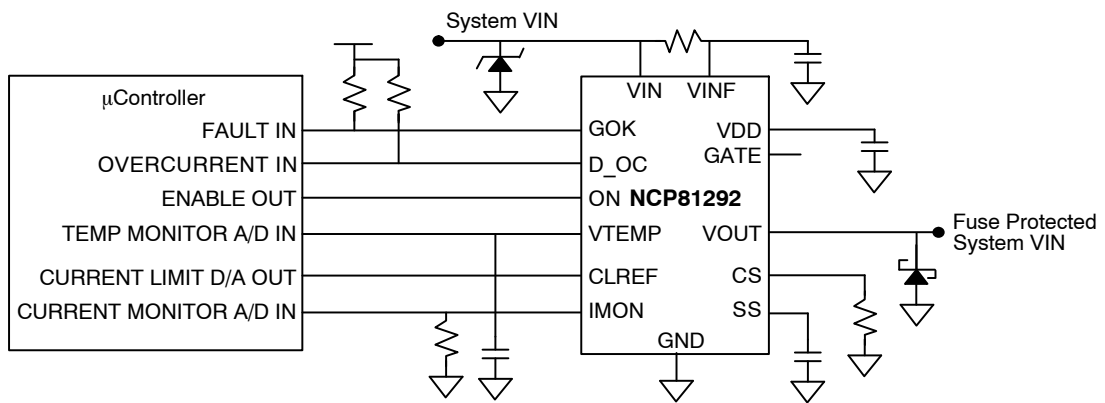 System VIN
μController
VIN VINF
FAULT IN
GOK
VDD
GATE
OVERCURRENT IN
D_OC
ENABLE OUT
ON NCP81292
TEMP MONITOR A/D IN
VTEMP
VOUT
Fuse Protected
System VIN
CURRENT LIMIT D/A OUT
CLREF
CS
CURRENT MONITOR A/D IN
IMON
SS
GND